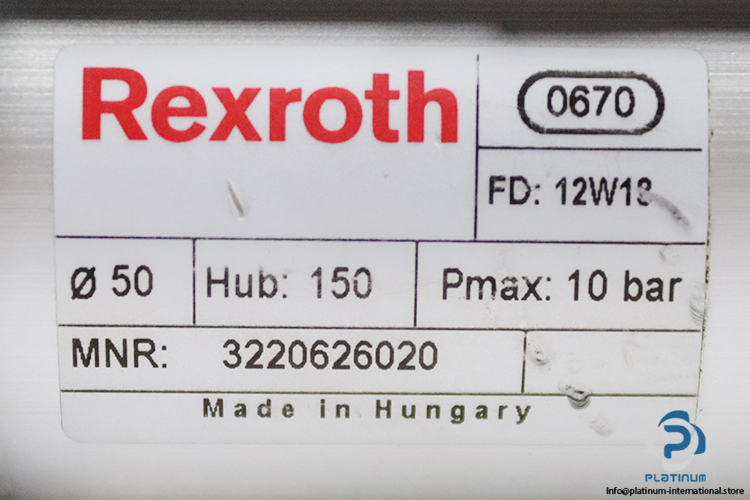 Rexroth
0670
FD: 12W18
Ø 50 Hub: 150 Pmax: 10 bar
MNR: 3220626020
Made in Hungary
PLATINUM
Info@platinum-international.store